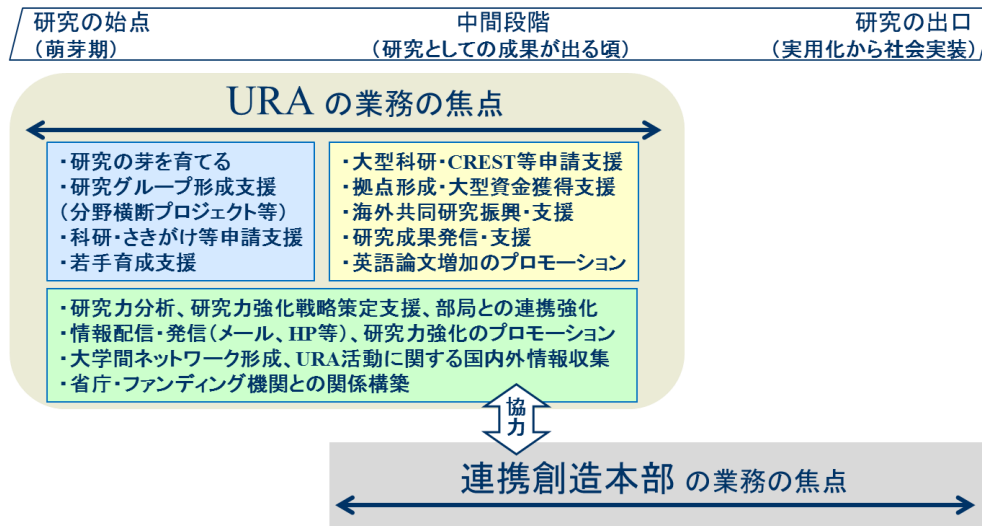 研究の始点
(萌芽期)
中間段階
(研究としての成果が出る頃)
研究の出口
(実用化から社会実装)
URA の業務の焦点
・研究の芽を育てる
・研究グループ形成支援
(分野横断プロジェクト等)
・科研・さきがけ等申請支援
・若手育成支援
・大型科研・CREST等申請支援
・拠点形成・大型資金獲得支援
・海外共同研究振興・支援
・研究成果発信・支援
・英語論文増加のプロモーション
・研究力分析、研究力強化戦略策定支援、部局との連携強化
・情報配信・発信(メール、HP等)、研究力強化のプロモーション
・大学間ネットワーク形成、URA活動に関する国内外情報収集
・省庁・ファンディング機関との関係構築
協
力
連携創造本部 の業務の焦点